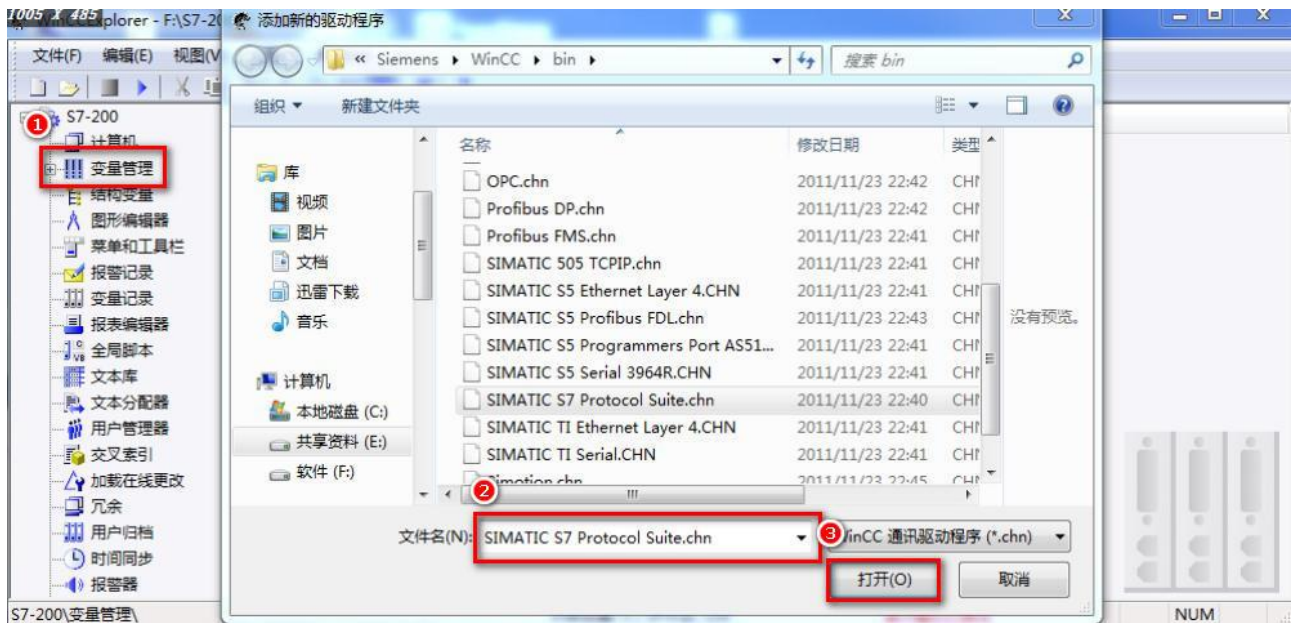 1005 X 485
Explorer - F:\S7-20
添加新的驱动程序
文件(F) 编辑(E) 视图(V
« Siemens ▸ WinCC ▸ bin ▸
搜索 bin
组织 ▼ 新建文件夹
S7-200
1
计算机
变量管理
结构变量
图形编辑器
菜单和工具栏
报警记录
变量记录
报表编辑器
全局脚本
文本库
文本分配器
用户管理器
交叉索引
加载在线更改
冗余
用户归档
时间同步
报警器
库
视频
图片
文档
迅雷下载
音乐
计算机
本地磁盘 (C:)
共享资料 (E:)
软件 (F:)
名称 修改日期 类型
OPC.chn 2011/11/23 22:42
Profibus DP.chn 2011/11/23 22:42
Profibus FMS.chn 2011/11/23 22:41
SIMATIC 505 TCPIP.chn 2011/11/23 22:41
SIMATIC S5 Ethernet Layer 4.CHN 2011/11/23 22:41
SIMATIC S5 Profibus FDL.chn 2011/11/23 22:43
SIMATIC S5 Programmers Port AS51... 2011/11/23 22:41
SIMATIC S5 Serial 3964R.CHN 2011/11/23 22:41
SIMATIC S7 Protocol Suite.chn 2011/11/23 22:40
SIMATIC TI Ethernet Layer 4.CHN 2011/11/23 22:41
SIMATIC TI Serial.CHN 2011/11/23 22:41
Simotion.chn 2011/11/23 22:45
没有预览。
2
文件名(N): SIMATIC S7 Protocol Suite.chn
3
WinCC 通讯驱动程序 (*.chn)
打开(O) 取消
S7-200\变量管理\
NUM